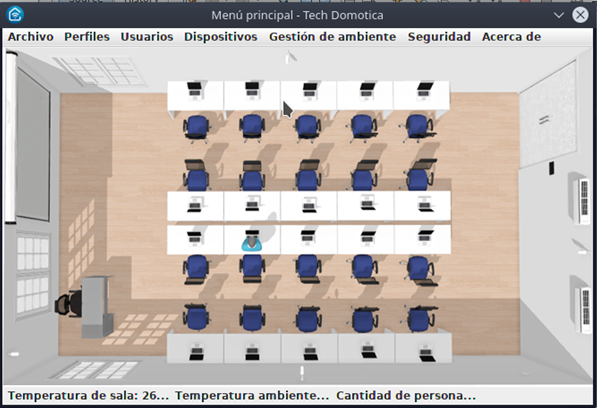 Menú principal - Tech Domotica
Archivo Perfiles Usuarios Dispositivos Gestión de ambiente Seguridad Acerca de
Temperatura de sala: 26... Temperatura ambiente... Cantidad de persona...